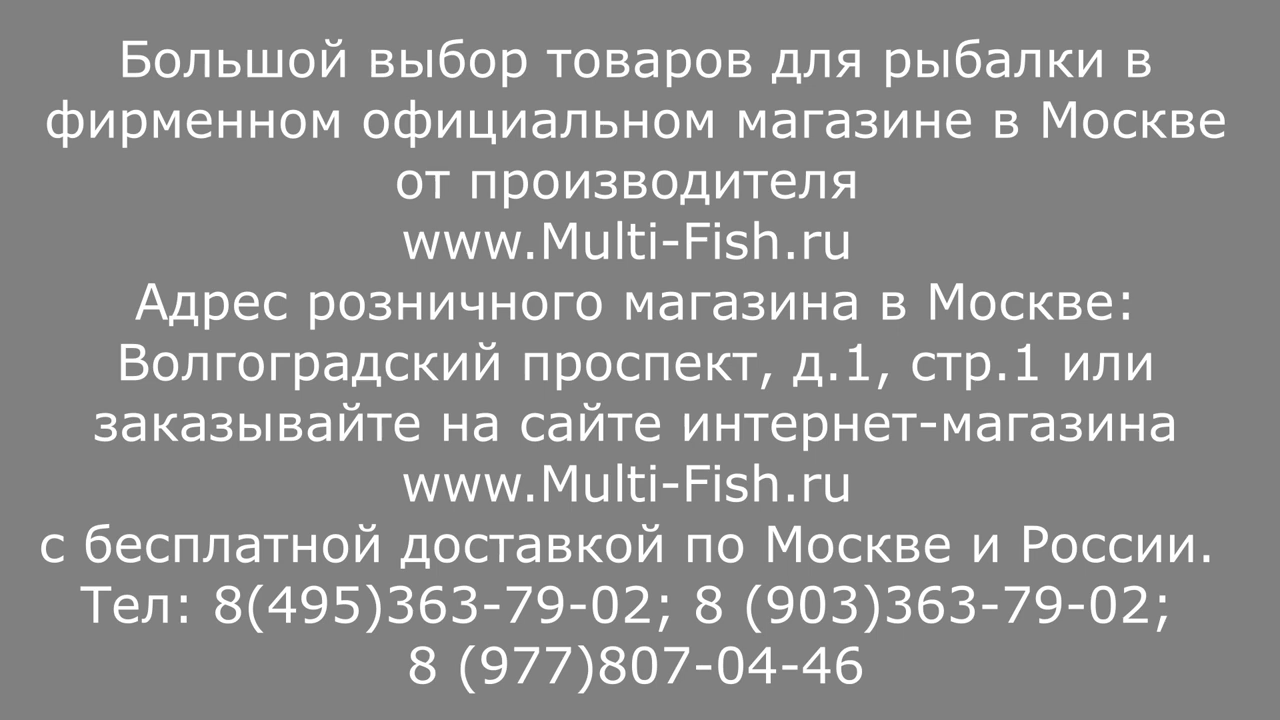 Большой выбор товаров для рыбалки в
фирменном официальном магазине в Москве
от производителя
www.Multi-Fish.ru
Адрес розничного магазина в Москве:
Волгоградский проспект, д.1, стр.1 или
заказывайте на сайте интернет-магазина
www.Multi-Fish.ru
с бесплатной доставкой по Москве и России.
Тел: 8(495)363-79-02; 8 (903)363-79-02;
8 (977)807-04-46